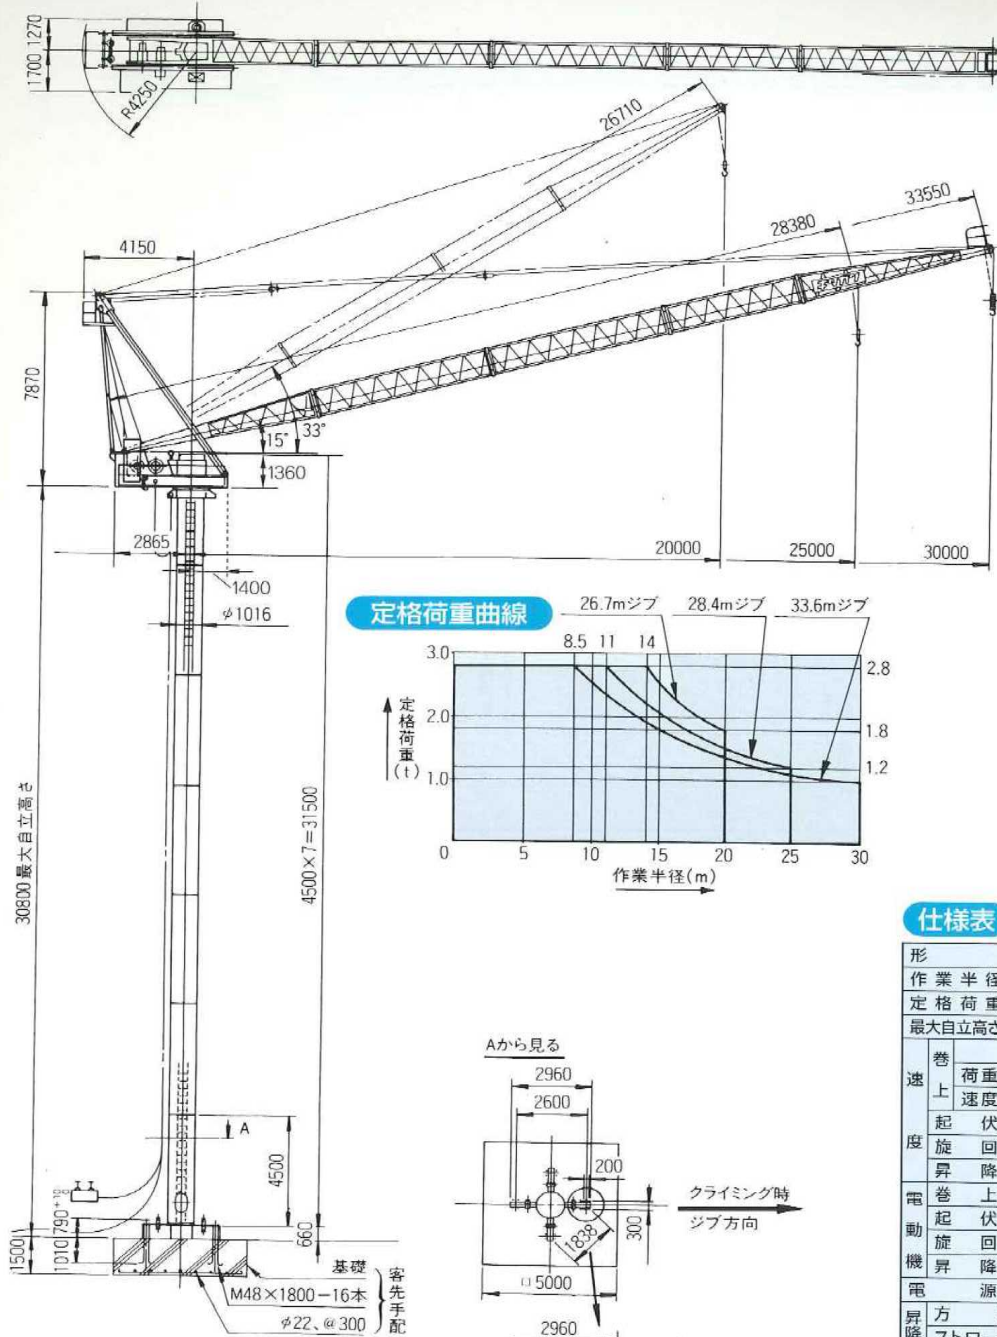 1270
1700
R4250
26710
33550
28380
4150
7870
15°
33°
1360
2865
1400
φ1016
20000
25000
30000
定格荷重曲線
26.7mジブ
28.4mジブ
33.6mジブ
8.5 11 14
3.0
2.8
2.0
1.8
1.2
1.0
定格荷重(t)
0 5 10 15 20 25 30
作業半径(m)
30800 最大自立高さ
4500×7=31500
A
4500
660
1500
1010
基礎
M48×1800-16本
φ22、@300
客先手配
Aから見る
2960
2600
200
300
1838
□5000
2960
クライミング時
ジブ方向
仕様表
形
作業半径
定格荷重
最大自立高さ
速度
巻上
荷重
速度
起伏
旋回
昇降
電動機
巻上
起伏
旋回
昇降
電源
昇降
方